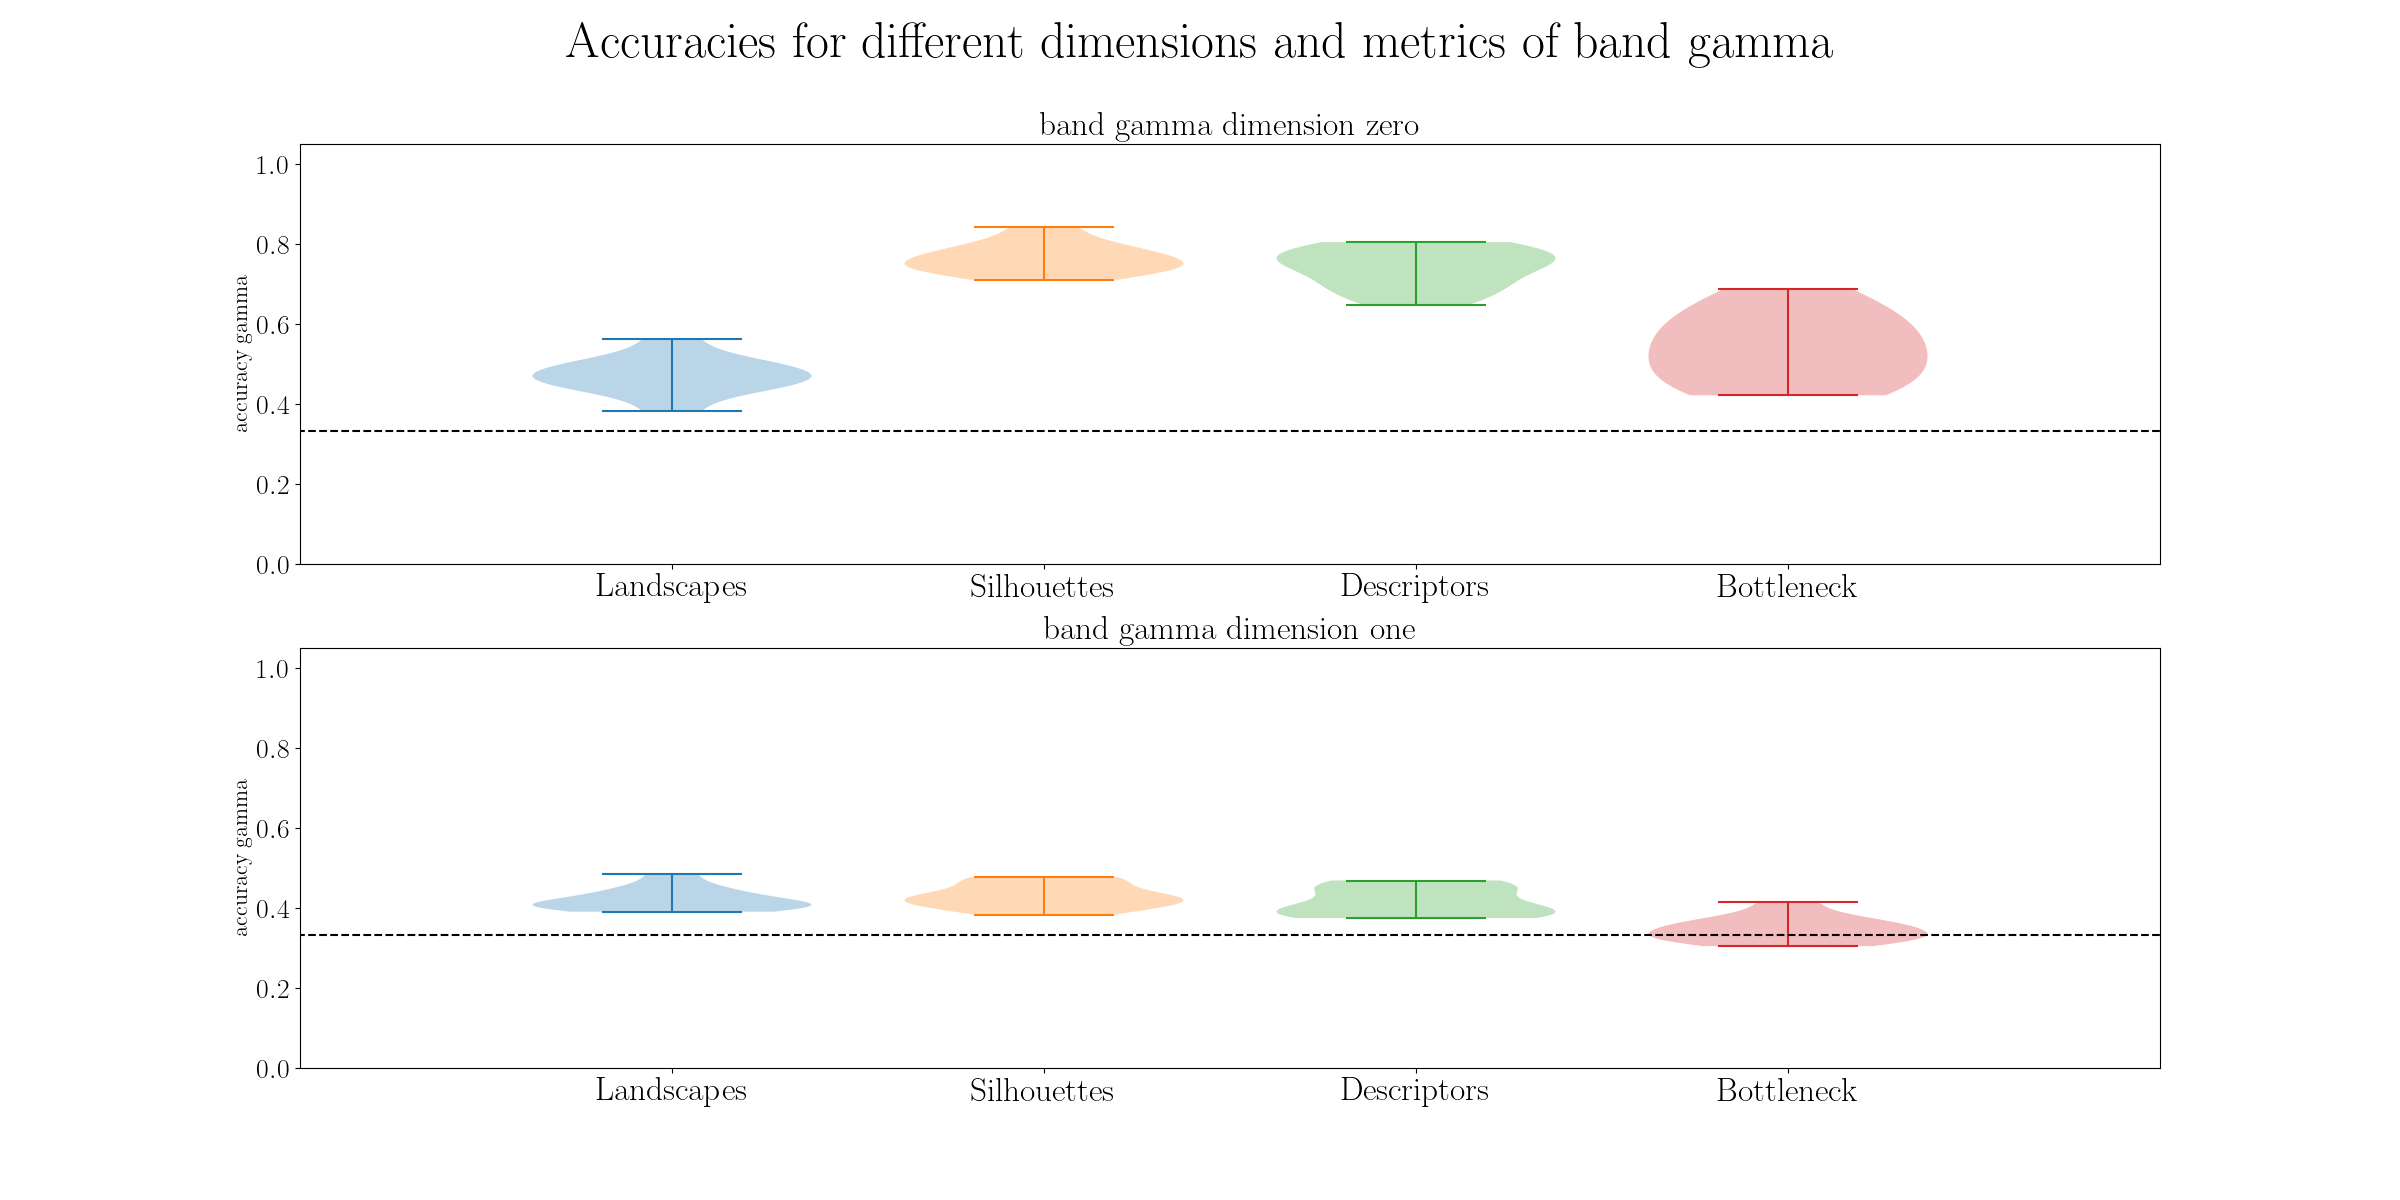 Accuracies for different dimensions and metrics of band gamma
band gamma dimension zero
1.0
0.8
0.6
0.4
0.2
0.0
accuracy gamma
Landscapes Silhouettes Descriptors Bottleneck
band gamma dimension one
1.0
0.8
0.6
0.4
0.2
0.0
accuracy gamma
Landscapes Silhouettes Descriptors Bottleneck